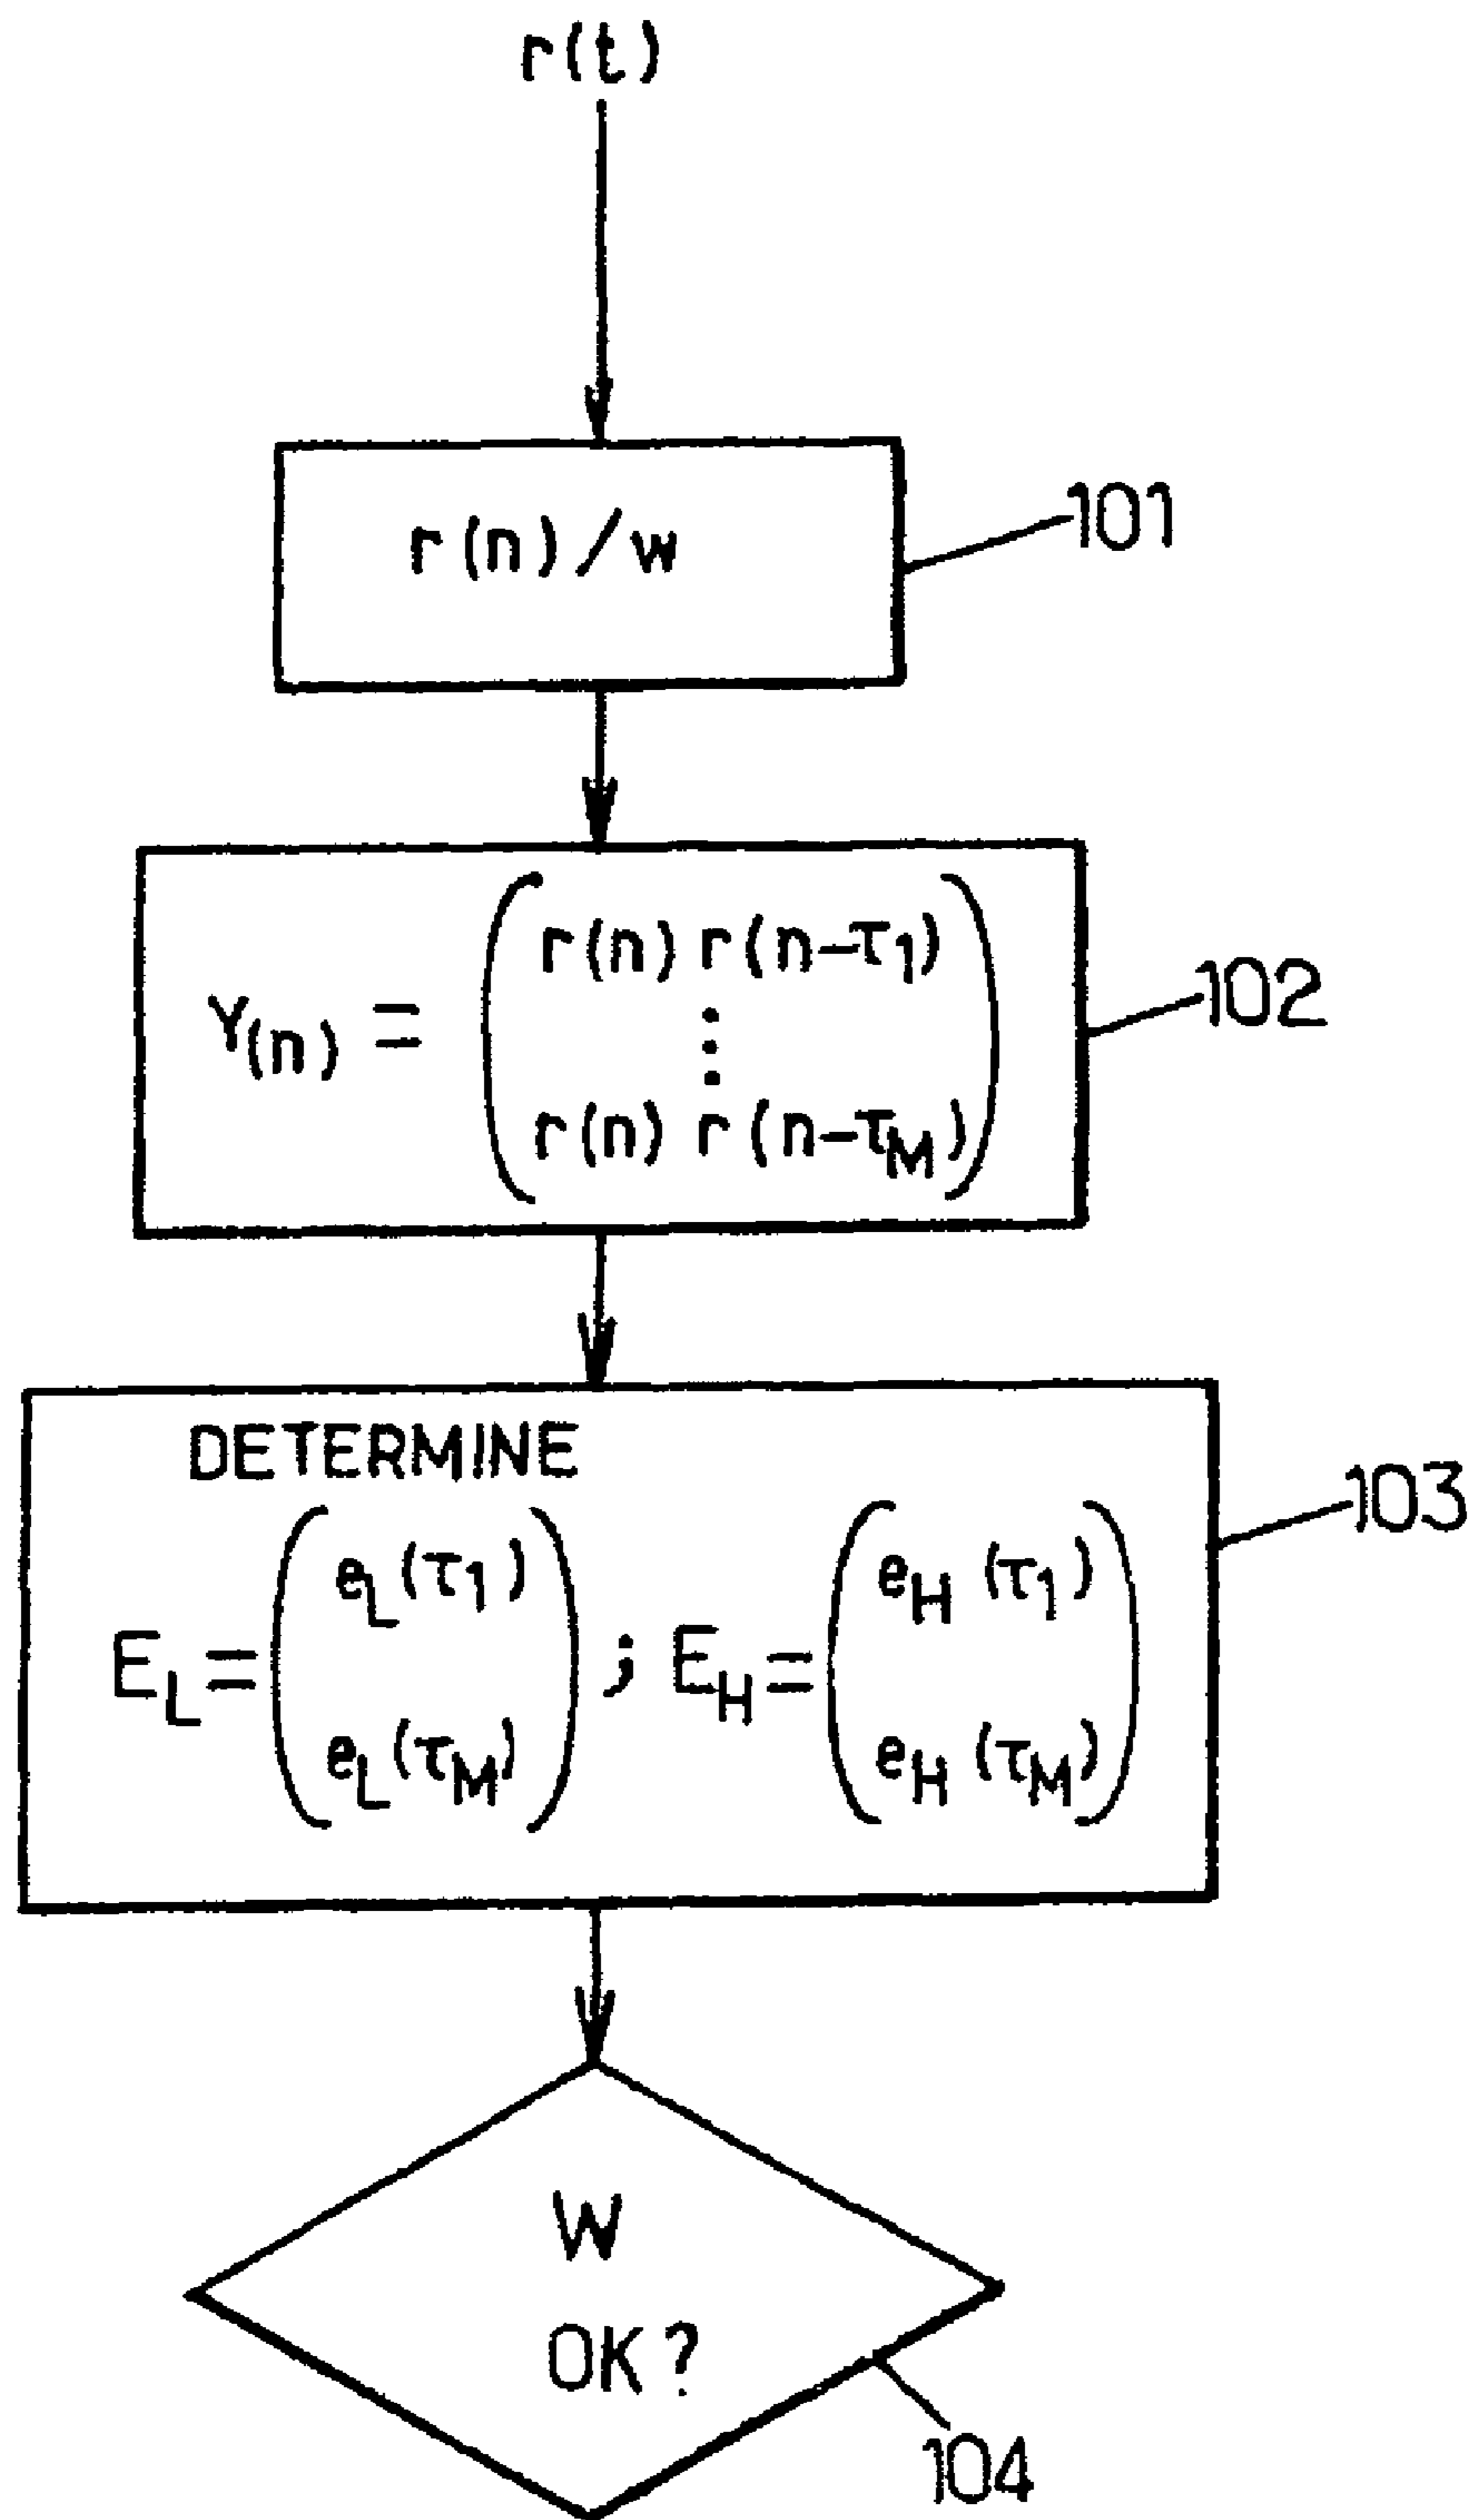 r(t)
r(n)/w
101
Y(n) = ( r(n) r(n-τ1)
⋮
r(n) r(n-τM) )
102
DETERMINE
EL = ( eL(τ1) eL(τM) ) ; EH = ( eH(τ1) eH(τM) )
103
W
OK?
104